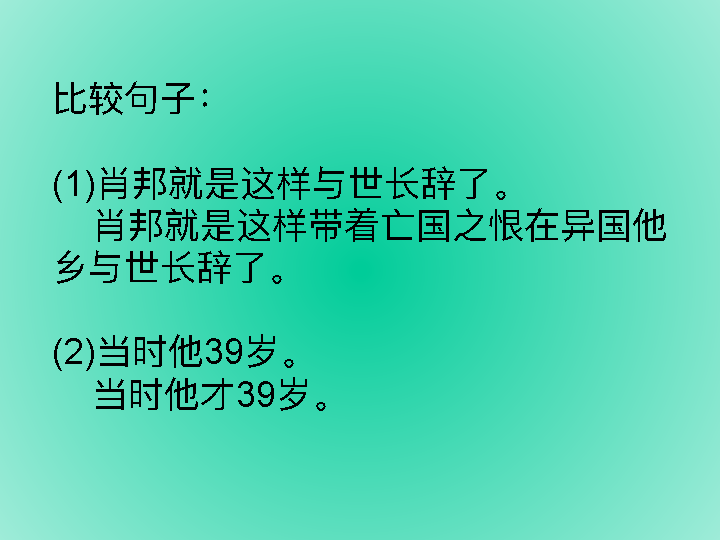 比较句子：
(1)肖邦就是这样与世长辞了。
肖邦就是这样带着亡国之恨在异国他
乡与世长辞了。
(2)当时他39岁。
当时他才39岁。